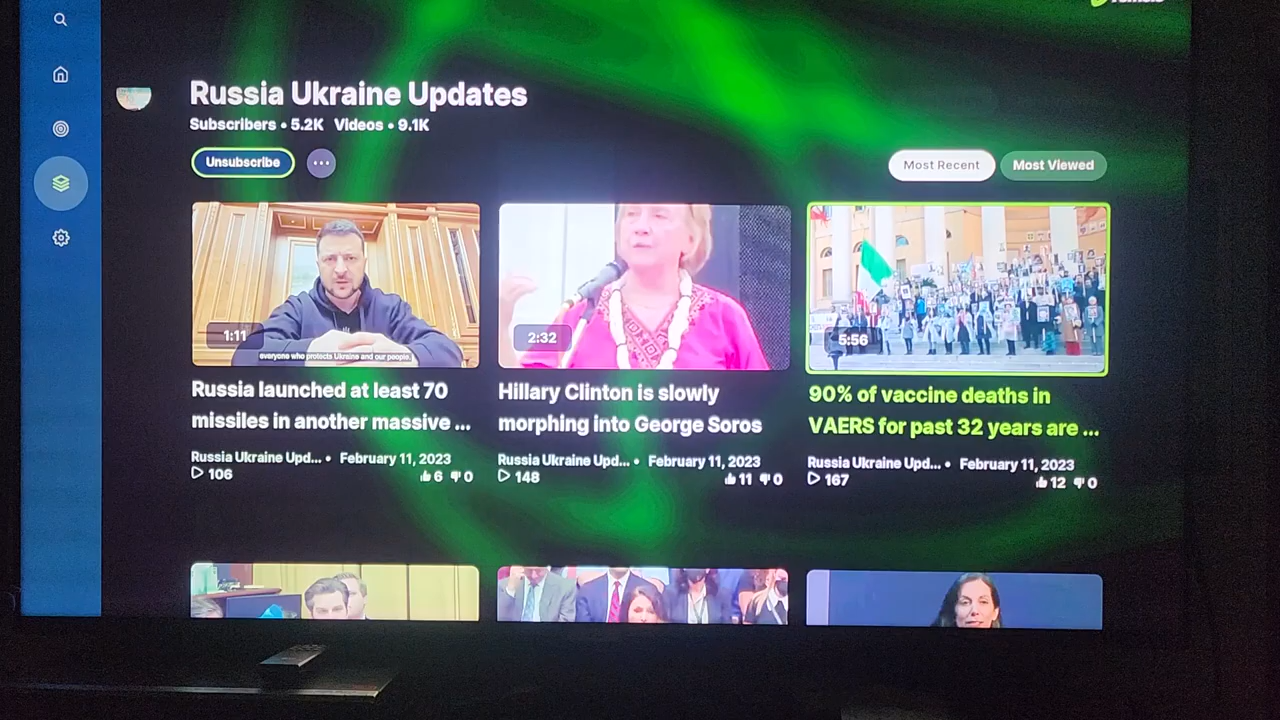 Russia Ukraine Updates
Subscribers • 5.2K Videos • 9.1K
Unsubscribe
Most Recent
Most Viewed
1:11
everyone who protects Ukraine and our people.
2:32
5:56
Russia launched at least 70
missiles in another massive ...
Hillary Clinton is slowly
morphing into George Soros
90% of vaccine deaths in
VAERS for past 32 years are ...
Russia Ukraine Upd... • February 11, 2023
106
6
0
Russia Ukraine Upd... • February 11, 2023
148
11
0
Russia Ukraine Upd... • February 11, 2023
167
12
0